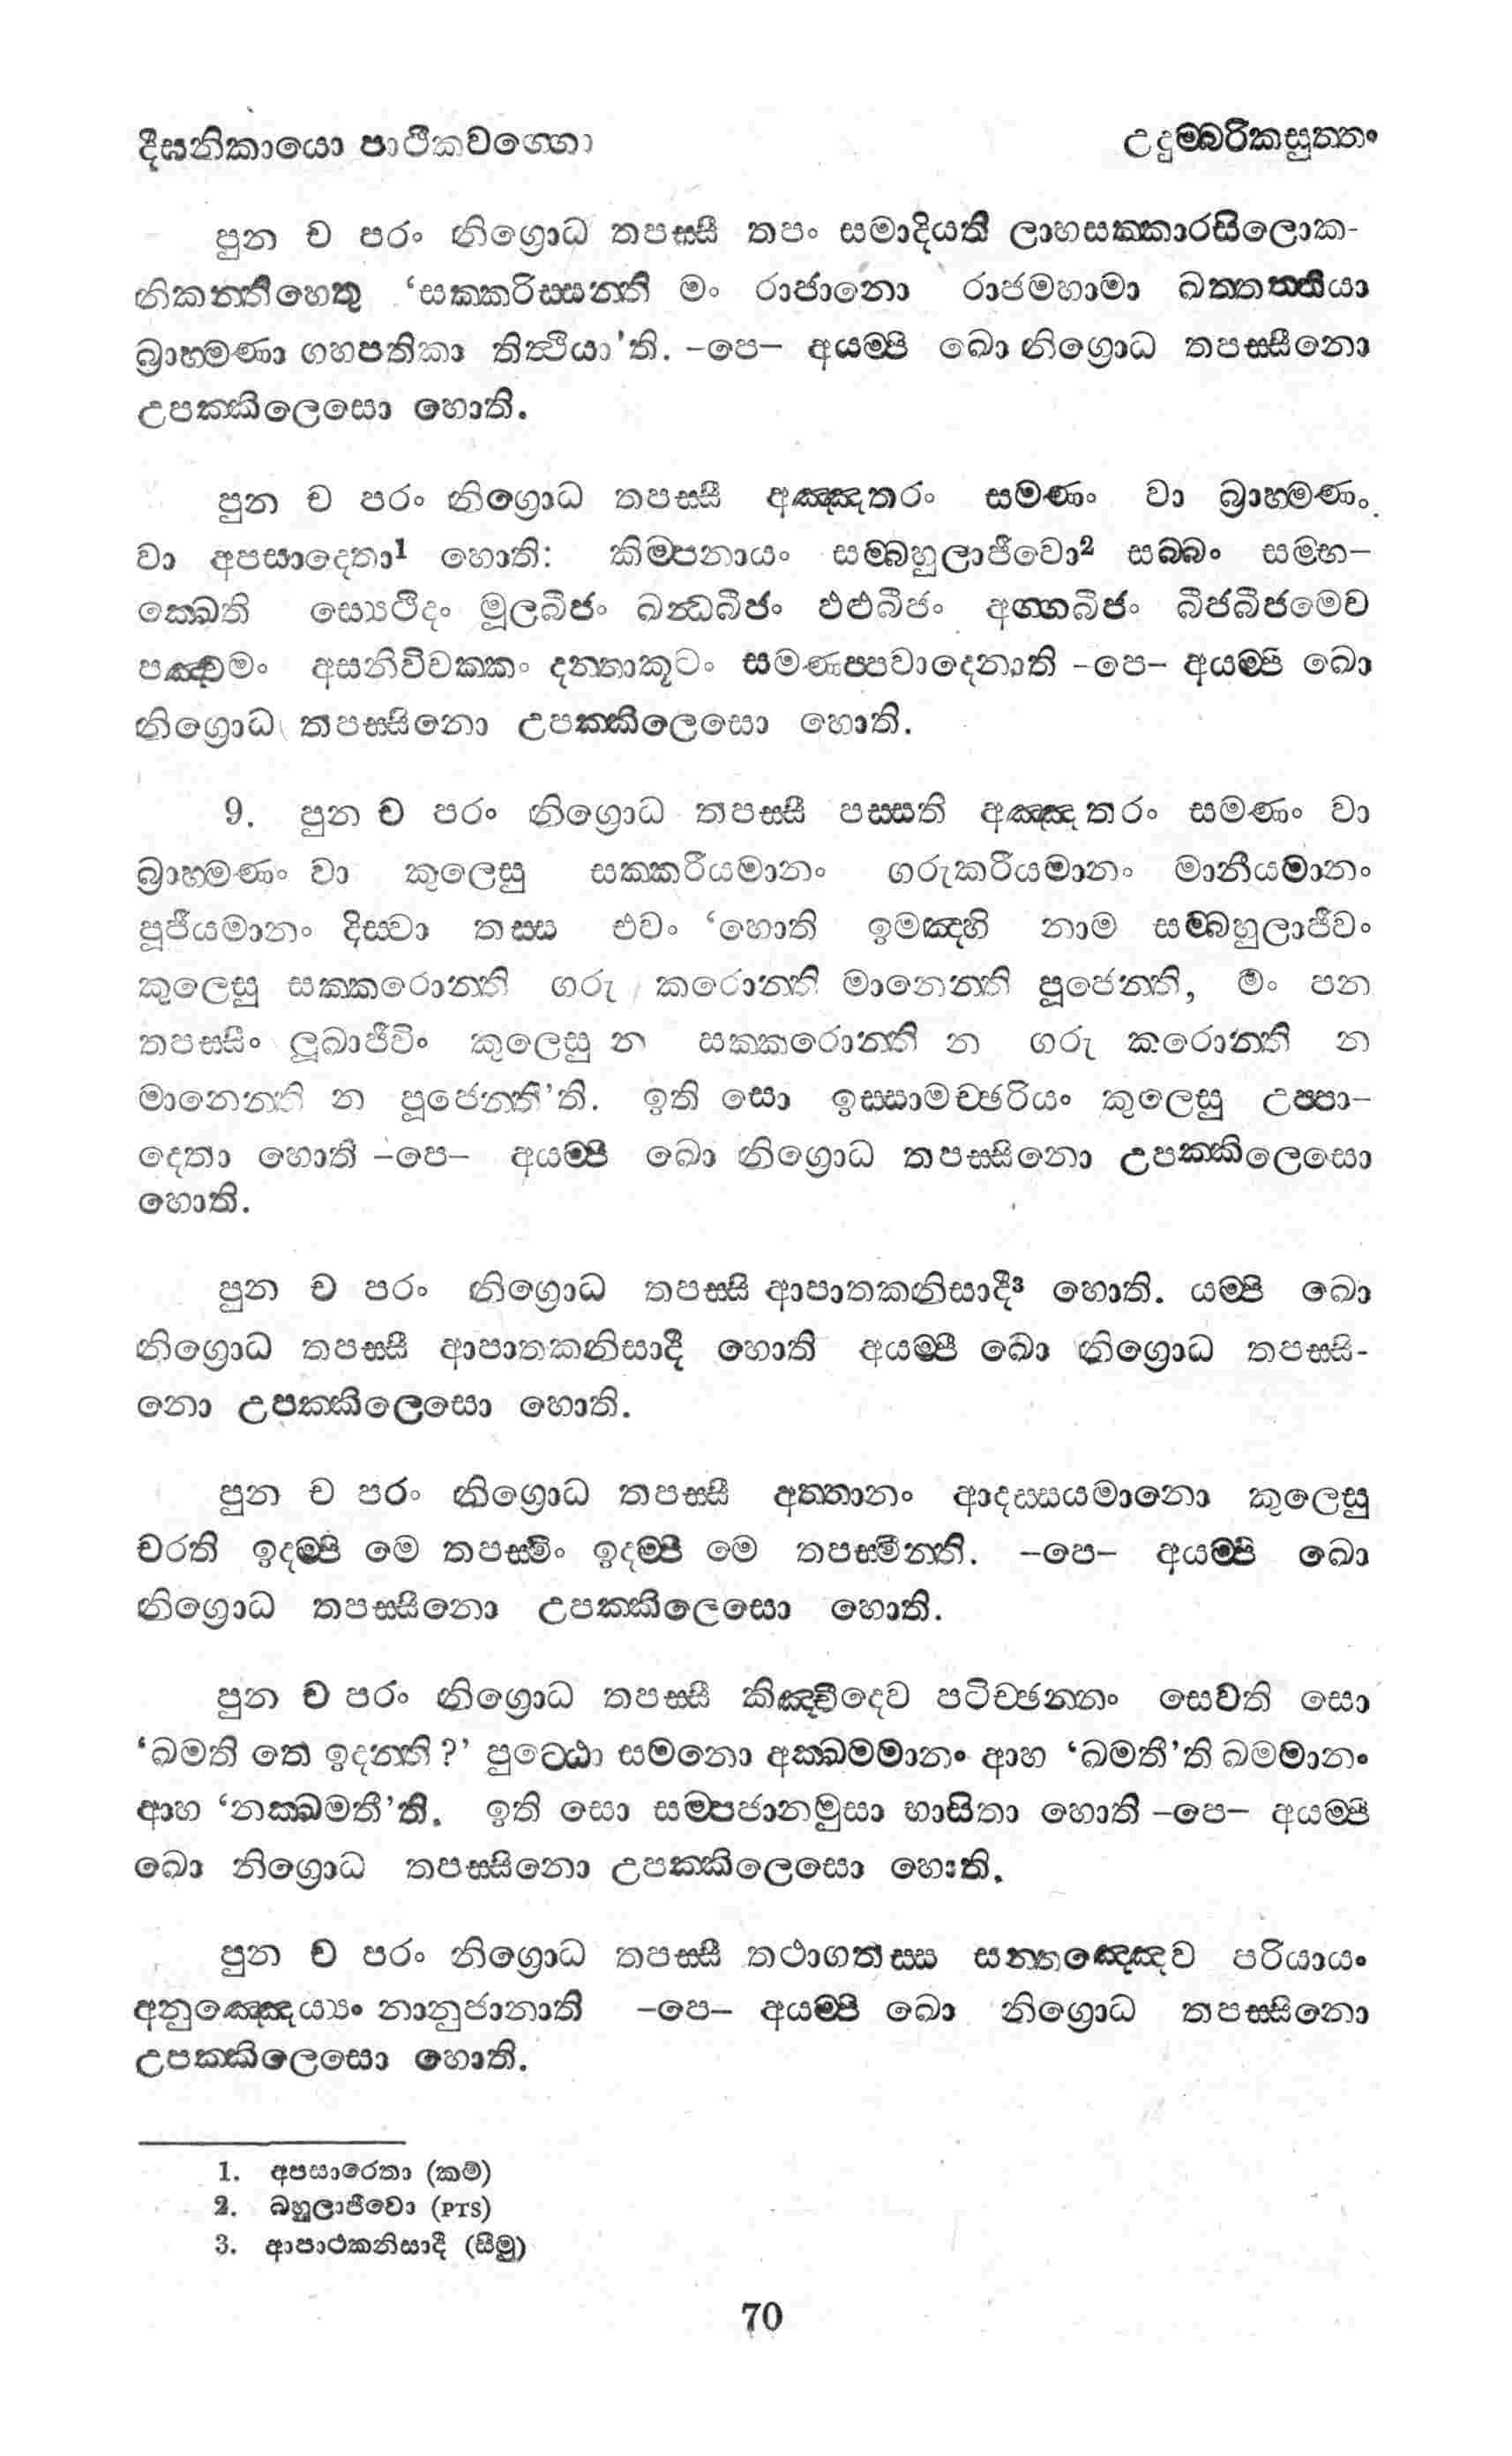 දීඝනිකායො පාථිකවග්ගො
උදුම්බරිකසුත්තං
පුන ච පරං නිග්‍රොධ තපස්සී තපං සමාදියති ලාභසක්කාරසිලොක-
නිකන්තිහෙතු ‘සක්කරිස්සන්ති මං රාජානො රාජමහාමා ඛත්තත්තියා
බ්‍රාහ්මණා ගහපතිකා තිත්ථියා’ති. –පෙ– අයම්පි ඛො නිග්‍රොධ තපස්සිනො
උපක්කිලෙසො හොති.
පුන ච පරං නිග්‍රොධ තපස්සී අඤ්ඤතරං සමණං වා බ්‍රාහ්මණං
වා අපසාදෙතා1 හොති: කිම්පනායං සම්බහුලාජීවො2 සබ්බං සම්භ–
ක්ඛෙති සෙය්‍යථිදං මූලබීජං ඛන්ධබීජං ඵළුබීජං අග්ගබීජං බීජබීජමෙව
පඤ්චමං අසනිවිචක්කං දන්තාකූටං සමණප්පවාදෙනාති –පෙ– අයම්පි ඛො
නිග්‍රොධ තපස්සිනො උපක්කිලෙසො හොති.
9. පුන ච පරං නිග්‍රොධ තපස්සී පස්සති අඤ්ඤතරං සමණං වා
බ්‍රාහ්මණං වා කුලෙසු සක්කරීයමානං ගරුකරීයමානං මානීයමානං
පූජීයමානං දිස්වා තස්ස එවං ‘හොති ඉමඤ්හි නාම සම්බහුලාජීවං
කුලෙසු සක්කරොන්ති ගරු කරොන්ති මානෙන්ති පූජෙන්ති, මං පන
තපස්සිං ලූඛාජීවිං කුලෙසු න සක්කරොන්ති න ගරු කරොන්ති න
මානෙන්ති න පූජෙන්තී’ති. ඉති සො ඉස්සාමච්ඡරියං කුලෙසු උප්පා–
දෙතා හොති –පෙ– අයම්පි ඛො නිග්‍රොධ තපස්සිනො උපක්කිලෙසො
හොති.
පුන ච පරං නිග්‍රොධ තපස්සි ආපාතකනිසාදී3 හොති. යම්පි ඛො
නිග්‍රොධ තපස්සී ආපාතකනිසාදී හොති අයම්පි ඛො නිග්‍රොධ තපස්සි-
නො උපක්කිලෙසො හොති.
පුන ච පරං නිග්‍රොධ තපස්සී අත්තානං ආදස්සයමානො කුලෙසු
චරති ඉදම්පි මෙ තපස්මිං ඉදම්පි මෙ තපස්මින්ති. –පෙ– අයම්පි ඛො
නිග්‍රොධ තපස්සිනො උපක්කිලෙසො හොති.
පුන ච පරං නිග්‍රොධ තපස්සී කිඤ්චිදෙව පටිච්ඡන්නං සෙවති සො
‘ඛමති තෙ ඉදන්ති?’ පුට්ඨො සමනො අක්ඛමමානං ආහ ‘ඛමතී’ති ඛමමානං
ආහ ‘නක්ඛමතී’ති. ඉති සො සම්පජානමුසා භාසිතා හොති –පෙ– අයම්පි
ඛො නිග්‍රොධ තපස්සිනො උපක්කිලෙසො හොති.
පුන ච පරං නිග්‍රොධ තපස්සී තථාගතස්ස සන්තඤ්ඤෙව පරියායං
අනුඤ්ඤෙය්‍යං නානුජානාති –පෙ– අයම්පි ඛො නිග්‍රොධ තපස්සිනො
උපක්කිලෙසො හොති.
1. අපසාරෙතා (කම්)
2. බහුලාජීවො (PTS)
3. ආපාථකනිසාදී (සීමු)
70